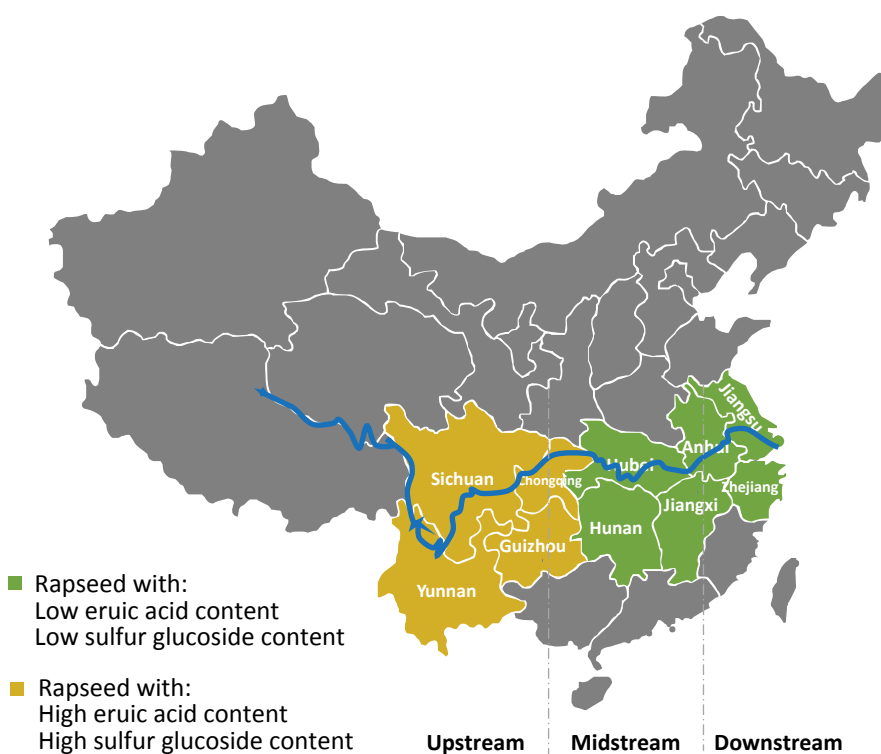 Jiangsu
Anhui
Sichuan
Hubei
Chongqing
Zhejiang
Jiangxi
Hunan
Guizhou
Yunnan
Rapseed with:
Low eruic acid content
Low sulfur glucoside content
Rapseed with:
High eruic acid content
High sulfur glucoside content
Upstream Midstream Downstream